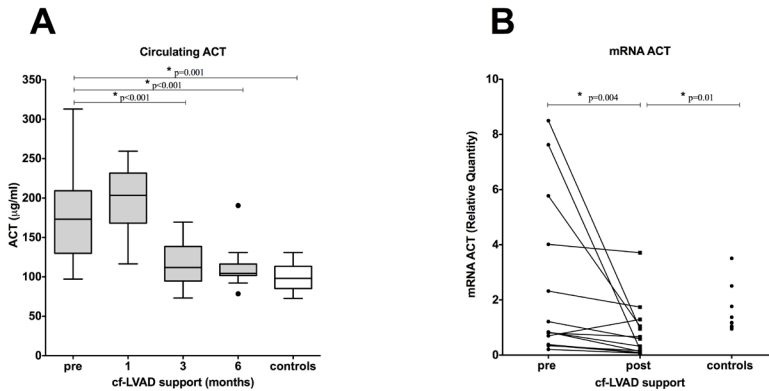 A
Circulating ACT
* p=0.001
* p<0.001
* p<0.001
ACT (µg/ml)
350
300
250
200
150
100
50
0
pre 1 3 6 controls
cf-LVAD support (months)
B
mRNA ACT
* p=0.004 * p=0.01
mRNA ACT (Relative Quantity)
10
8
6
4
2
0
pre post controls
cf-LVAD support